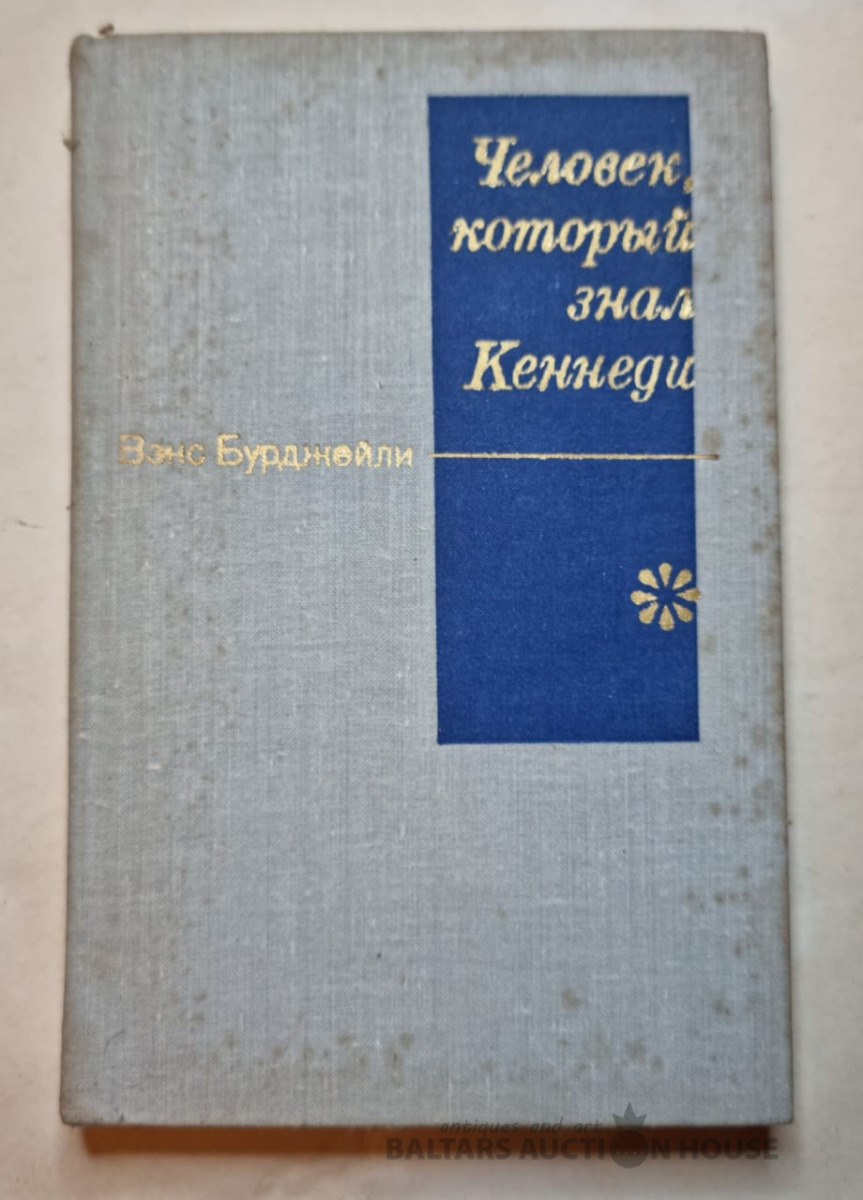 Человек,
который
знал
Кеннеди
Вэнс Бурджейли
antiques and art
BALTARS AUCTION HOUSE